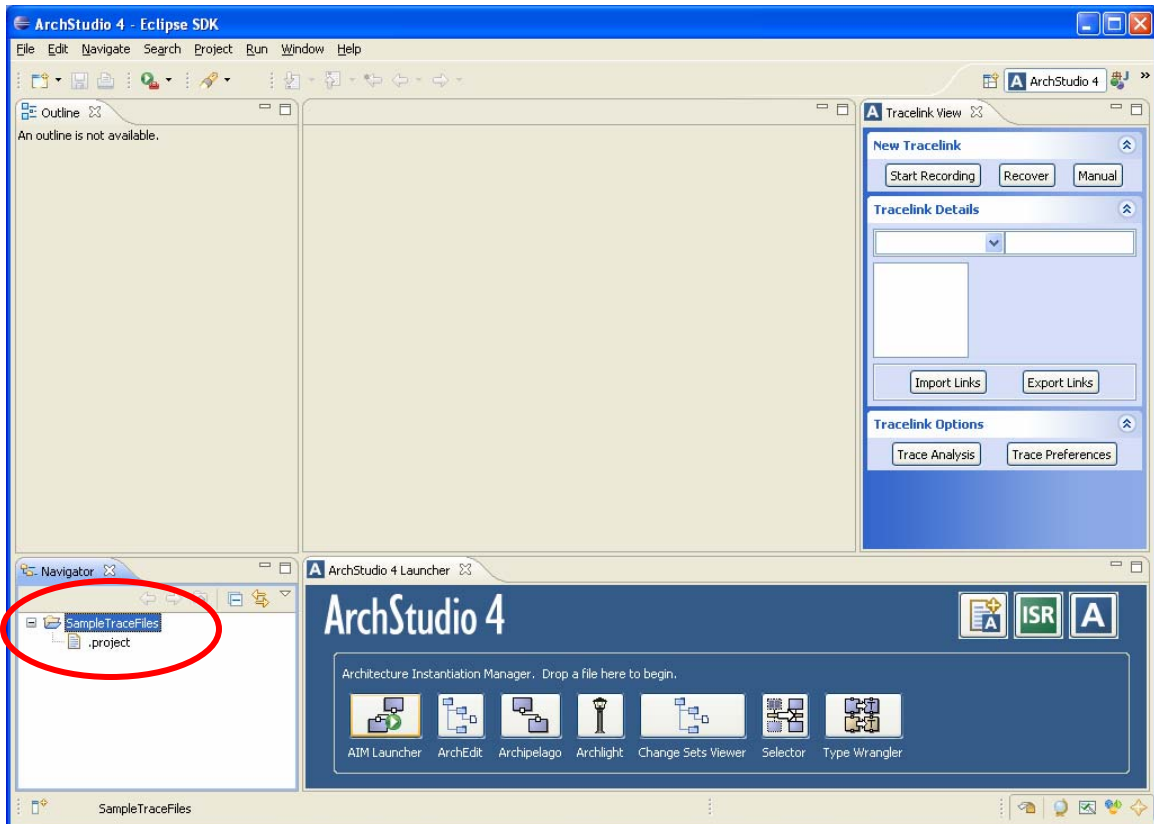 ArchStudio 4 - Eclipse SDK
File Edit Navigate Search Project Run Window Help
A ArchStudio 4 »
Outline
An outline is not available.
A Tracelink View
New Tracelink
Start Recording Recover Manual
Tracelink Details
Import Links Export Links
Tracelink Options
Trace Analysis Trace Preferences
Navigator
SampleTraceFiles
.project
A ArchStudio 4 Launcher
ArchStudio 4
A ISR A
Architecture Instantiation Manager. Drop a file here to begin.
AIM Launcher ArchEdit Archipelago Archlight Change Sets Viewer Selector Type Wrangler
SampleTraceFiles